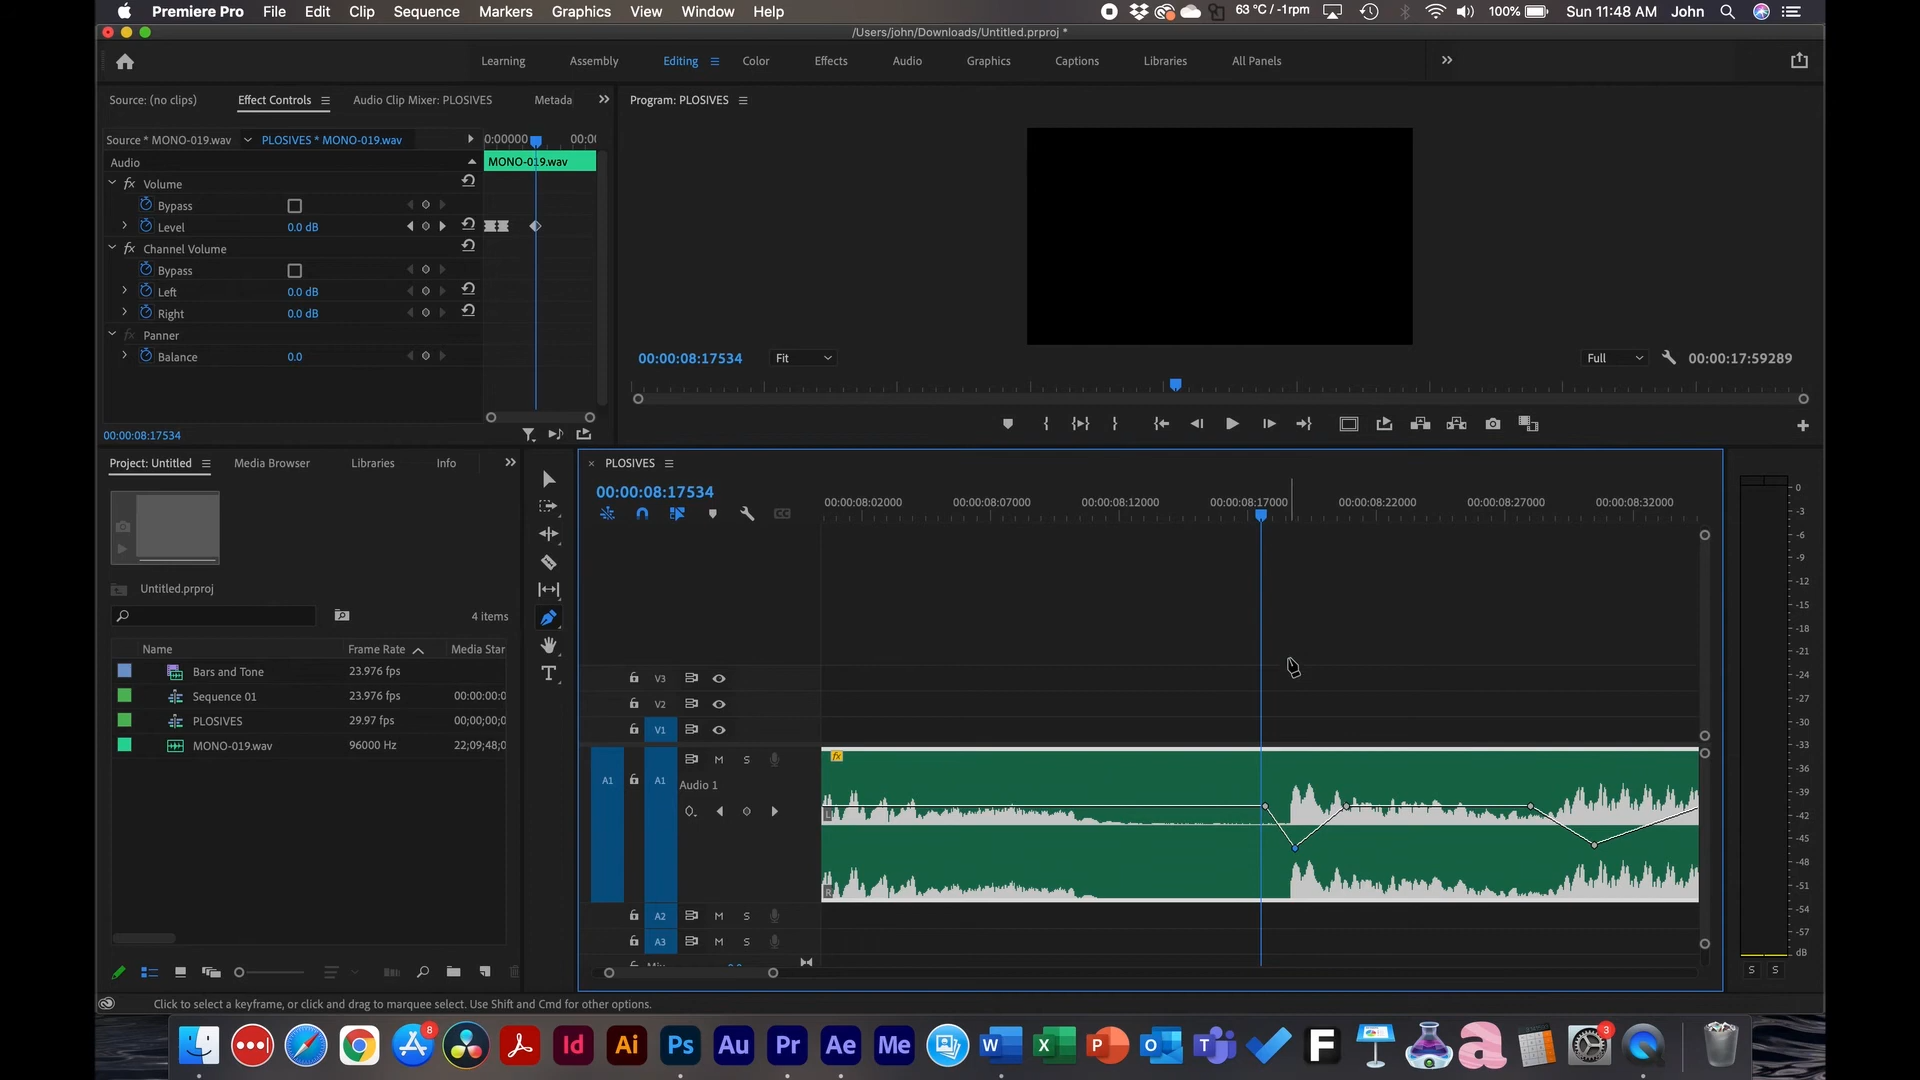 Premiere Pro File Edit Clip Sequence Markers Graphics View Window Help 63 °C / -1rpm 100% Sun 11:48 AM John
/Users/john/Downloads/Untitled.prproj *
Learning Assembly Editing Color Effects Audio Graphics Captions Libraries All Panels
Source: (no clips) Effect Controls Audio Clip Mixer: PLOSIVES Metada
Program: PLOSIVES
Source * MONO-019.wav PLOSIVES * MONO-019.wav 0:00000 00:0
Audio MONO-019.wav
fx Volume
Bypass
Level 0.0 dB
fx Channel Volume
Bypass
Left 0.0 dB
Right 0.0 dB
fx Panner
Balance 0.0
00:00:08:17534 Fit Full 00:00:17:59289
00:00:08:17534
Project: Untitled Media Browser Libraries Info
Untitled.prproj
4 items
Name Frame Rate Media Star
Bars and Tone 23.976 fps
Sequence 01 23.976 fps 00:00:00:0
PLOSIVES 29.97 fps 00;00;00;0
MONO-019.wav 96000 Hz 22;09;48;0
PLOSIVES
00:00:08:17534
00:00:08:02000 00:00:08:07000 00:00:08:12000 00:00:08:17000 00:00:08:22000 00:00:08:27000 00:00:08:32000
CC
T
V3
V2
V1
fx
A1 A1 M S
Audio 1
L
R
A2 M S
A3 M S
0
-3
-6
-9
-12
-15
-18
-21
-24
-27
-30
-33
-36
-39
-42
-45
-48
-51
-54
-57
dB
S S
Click to select a keyframe, or click and drag to marquee select. Use Shift and Cmd for other options.
8 Id Ai Ps Au Pr Ae Me W X P O T F a 3